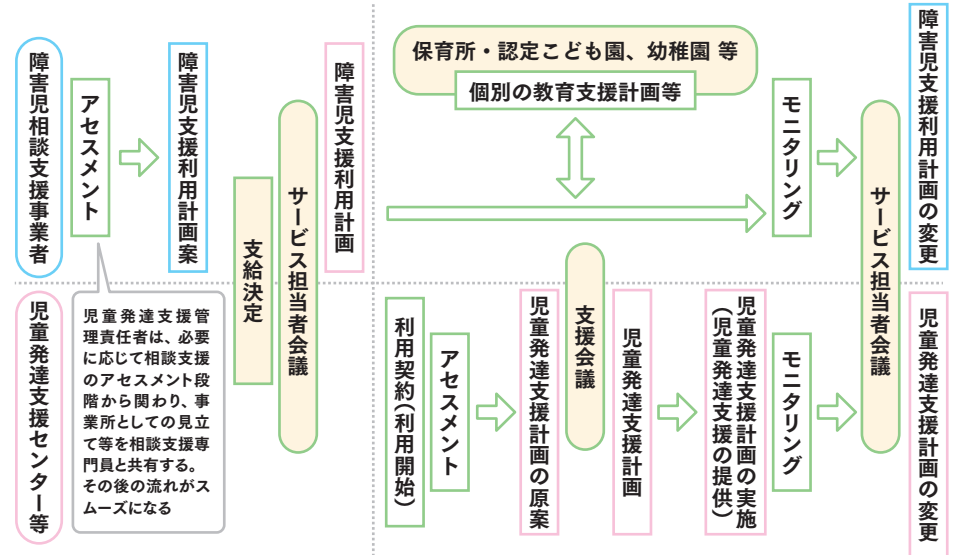 障害児相談支援事業者
アセスメント
障害児支援利用計画案
支給決定
サービス担当者会議
障害児支援利用計画
保育所・認定こども園、幼稚園 等
個別の教育支援計画等
モニタリング
サービス担当者会議
障害児支援利用計画の変更
児童発達支援センター等
児童発達支援管
理責任者は、必要
に応じて相談支援
のアセスメント段
階から関わり、事
業所としての見立
て等を相談支援専
門員と共有する。
その後の流れがス
ムーズになる
利用契約(利用開始)
アセスメント
児童発達支援計画の原案
支援会議
児童発達支援計画
児童発達支援計画の実施
(児童発達支援の提供)
モニタリング
児童発達支援計画の変更